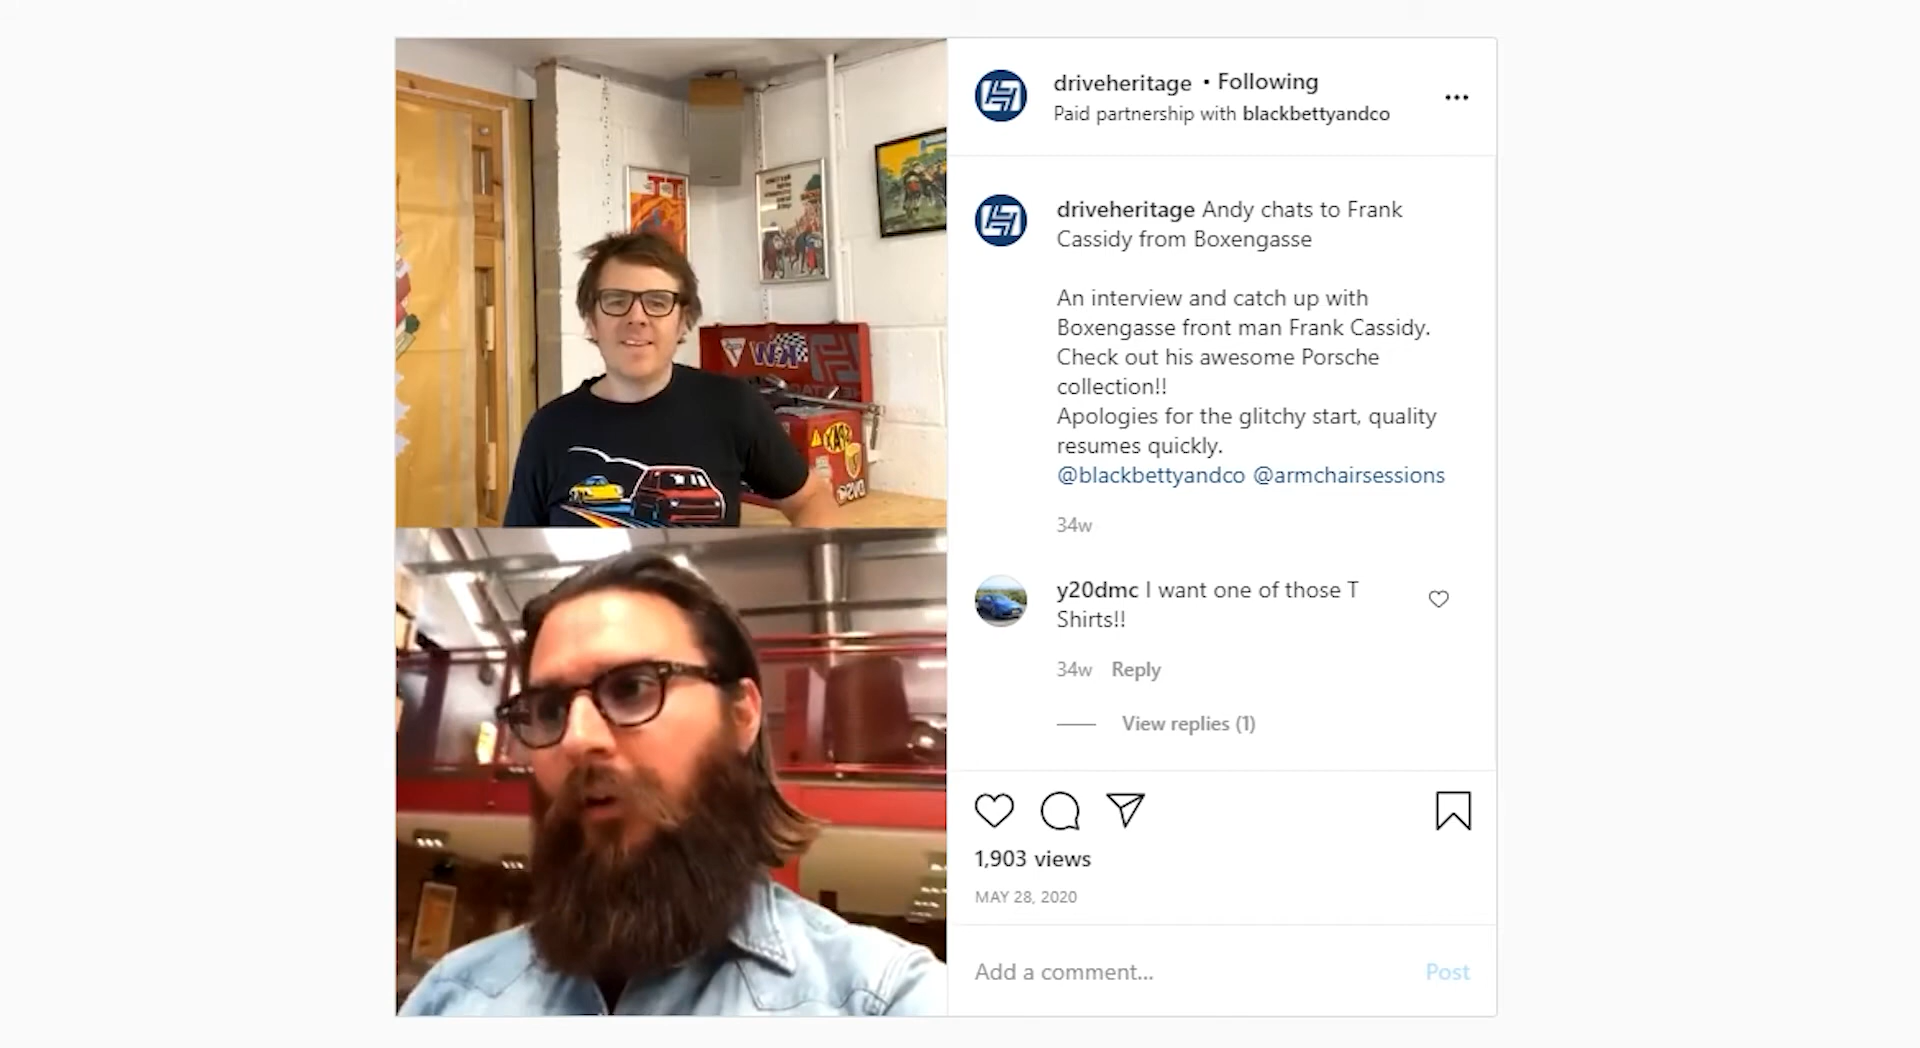 driveheritage • Following
Paid partnership with blackbettyandco
driveheritage Andy chats to Frank
Cassidy from Boxengasse
An interview and catch up with
Boxengasse front man Frank Cassidy.
Check out his awesome Porsche
collection!!
Apologies for the glitchy start, quality
resumes quickly.
@blackbettyandco @armchairsessions
34w
y20dmc I want one of those T
Shirts!!
34w Reply
View replies (1)
1,903 views
MAY 28, 2020
Add a comment...
Post
TT
KW
SPAX